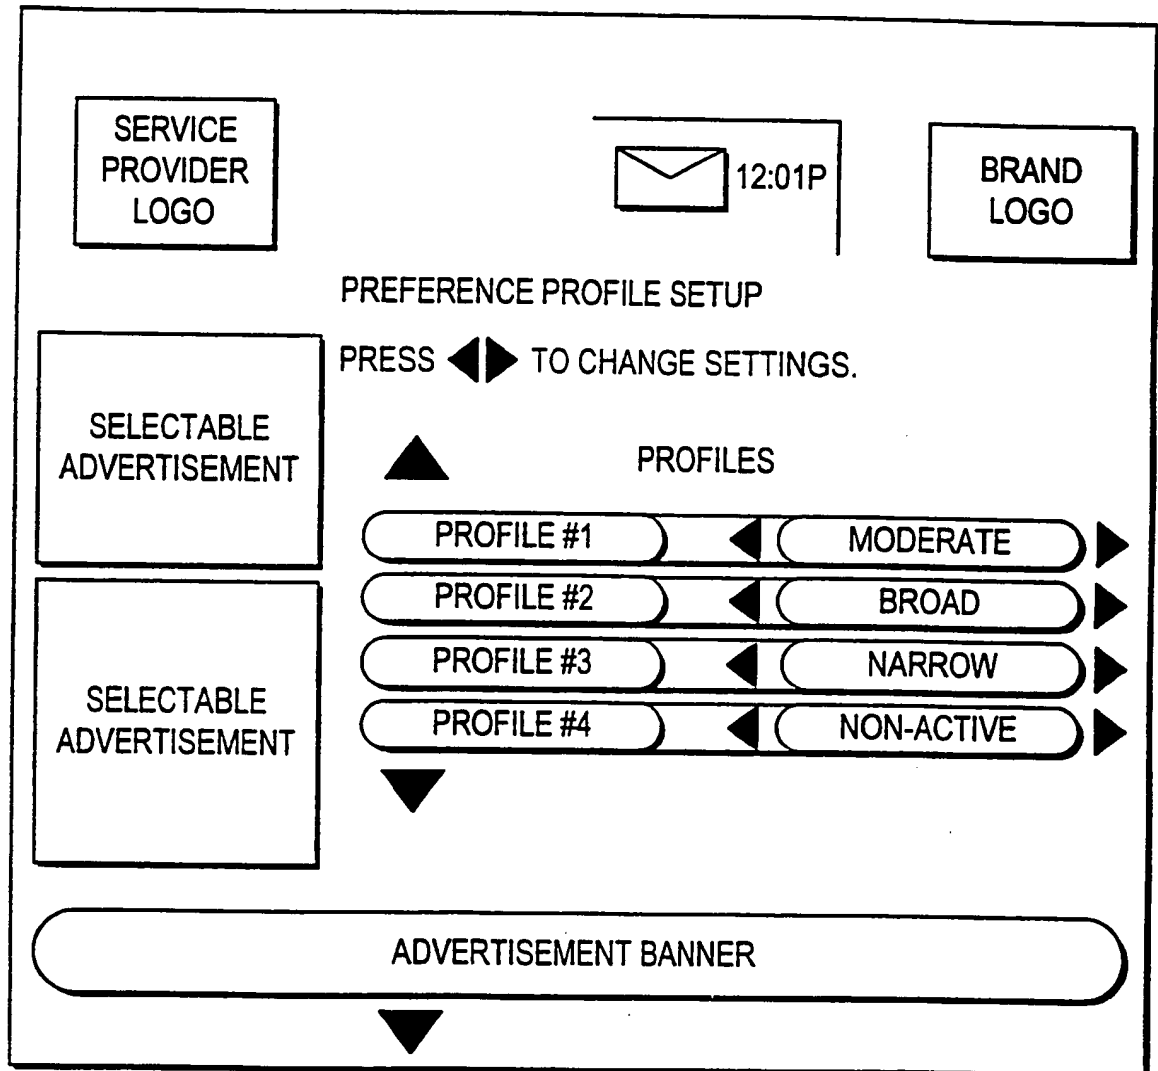 SERVICE
PROVIDER
LOGO
12:01P
BRAND
LOGO
PREFERENCE PROFILE SETUP
PRESS ◀▶ TO CHANGE SETTINGS.
SELECTABLE
ADVERTISEMENT
PROFILES
PROFILE #1 MODERATE
PROFILE #2 BROAD
PROFILE #3 NARROW
PROFILE #4 NON-ACTIVE
SELECTABLE
ADVERTISEMENT
ADVERTISEMENT BANNER